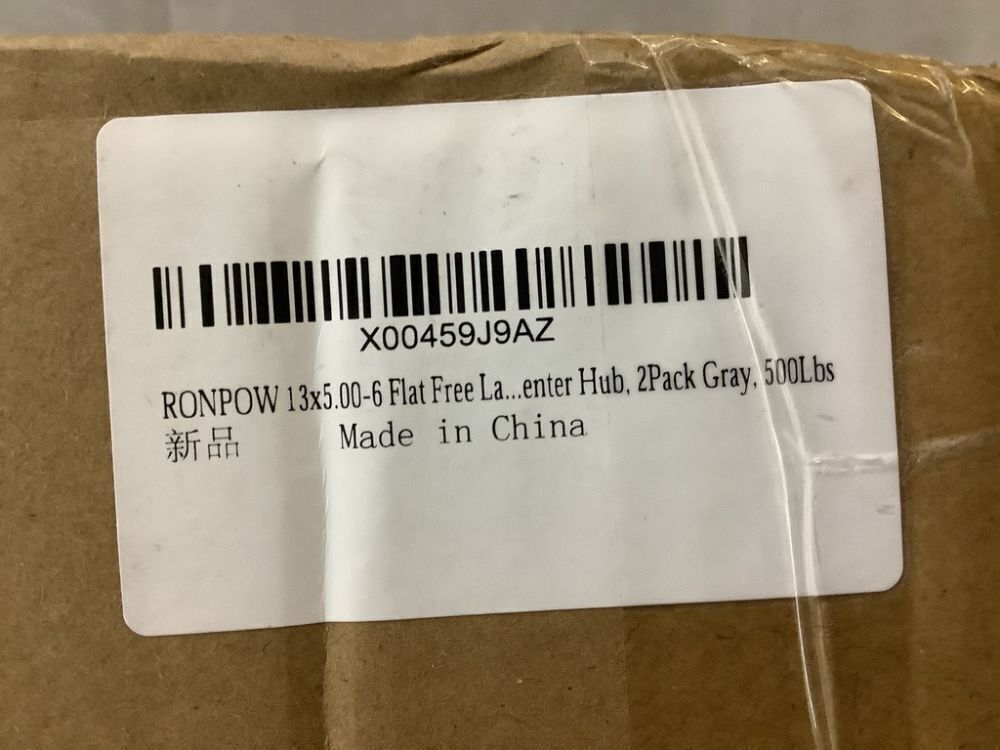 X00459J9AZ
RONPOW 13x5.00-6 Flat Free La...enter Hub, 2Pack Gray, 500Lbs
新品 Made in China